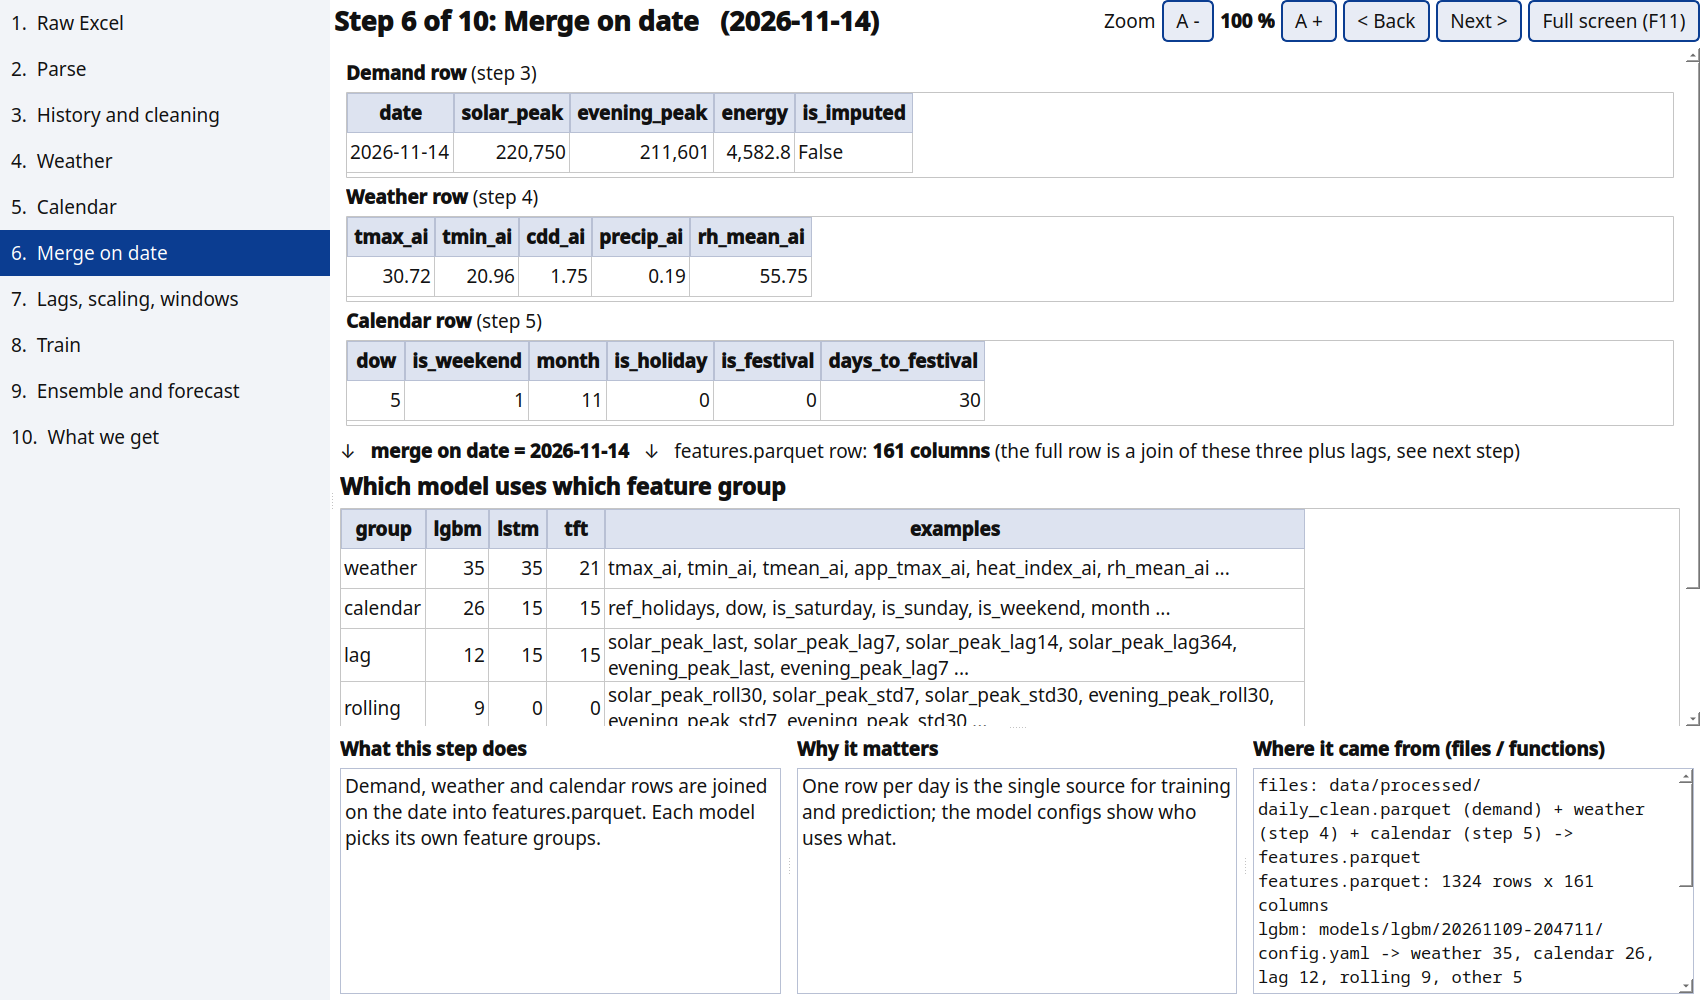 1. Raw Excel
2. Parse
3. History and cleaning
4. Weather
5. Calendar
6. Merge on date
7. Lags, scaling, windows
8. Train
9. Ensemble and forecast
10. What we get
Step 6 of 10: Merge on date (2026-11-14)
Zoom A - 100 % A + < Back Next > Full screen (F11)
Demand row (step 3)
date solar_peak evening_peak energy is_imputed
2026-11-14 220,750 211,601 4,582.8 False
Weather row (step 4)
tmax_ai tmin_ai cdd_ai precip_ai rh_mean_ai
30.72 20.96 1.75 0.19 55.75
Calendar row (step 5)
dow is_weekend month is_holiday is_festival days_to_festival
5 1 11 0 0 30
↓ merge on date = 2026-11-14 ↓ features.parquet row: 161 columns (the full row is a join of these three plus lags, see next step)
Which model uses which feature group
group lgbm lstm tft examples
weather 35 35 21 tmax_ai, tmin_ai, tmean_ai, app_tmax_ai, heat_index_ai, rh_mean_ai ...
calendar 26 15 15 ref_holidays, dow, is_saturday, is_sunday, is_weekend, month ...
lag 12 15 15 solar_peak_last, solar_peak_lag7, solar_peak_lag14, solar_peak_lag364,
evening_peak_last, evening_peak_lag7 ...
rolling 9 0 0 solar_peak_roll30, solar_peak_std7, solar_peak_std30, evening_peak_roll30,
evening_peak_std7, evening_peak_std30 ...
What this step does
Demand, weather and calendar rows are joined
on the date into features.parquet. Each model
picks its own feature groups.
Why it matters
One row per day is the single source for training
and prediction; the model configs show who
uses what.
Where it came from (files / functions)
files: data/processed/
daily_clean.parquet (demand) + weather
(step 4) + calendar (step 5) ->
features.parquet
features.parquet: 1324 rows x 161
columns
lgbm: models/lgbm/20261109-204711/
config.yaml -> weather 35, calendar 26,
lag 12, rolling 9, other 5